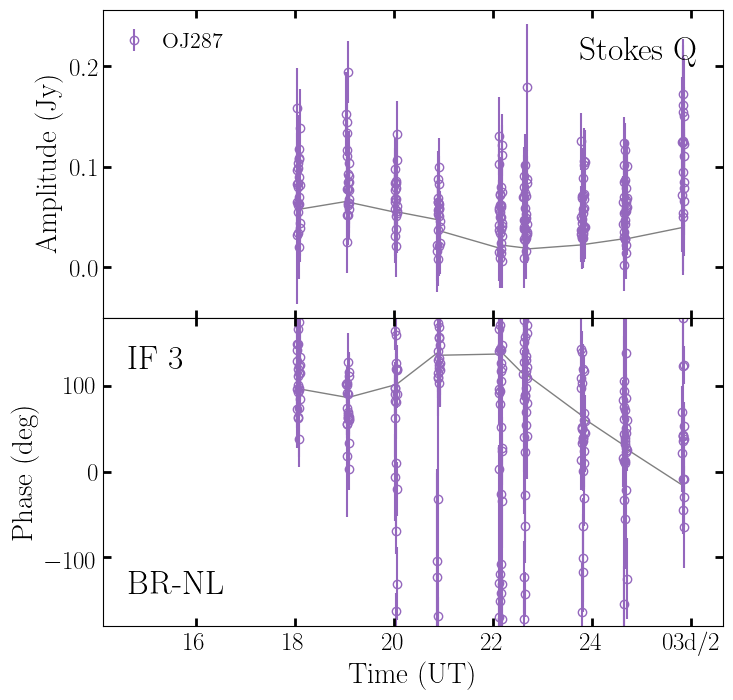 OJ287
Stokes Q
Amplitude (Jy)
0.2
0.1
0.0
IF 3
BR-NL
Phase (deg)
100
0
−100
16 18 20 22 24 03d/2
Time (UT)